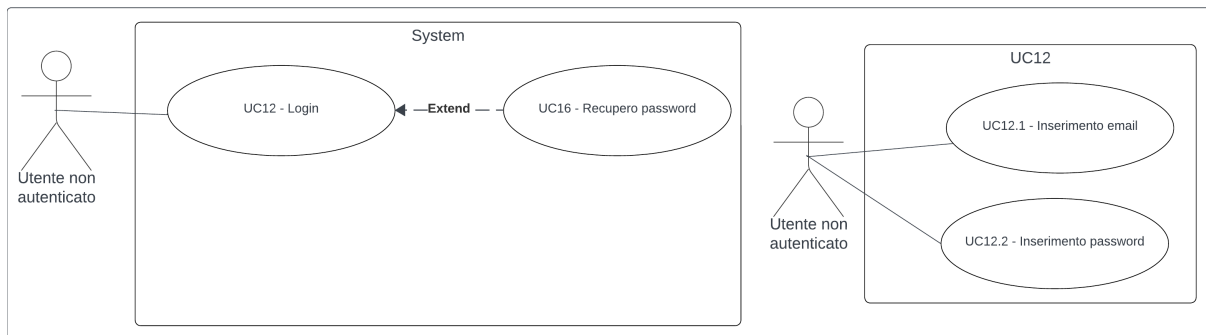 System
UC12 - Login
Extend
UC16 - Recupero password
Utente non
autenticato
UC12
UC12.1 - Inserimento email
UC12.2 - Inserimento password
Utente non
autenticato